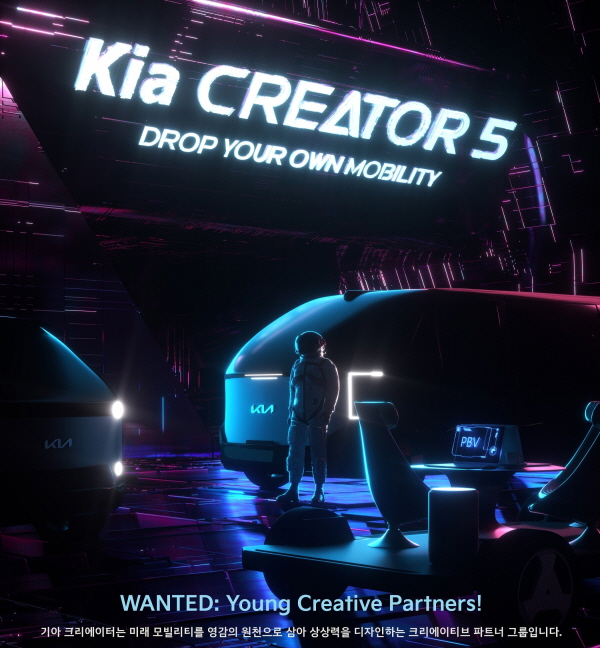 Kia CREATOR 5
DROP YOUR OWN MOBILITY
KIA
KIA
PBV
WANTED: Young Creative Partners!
기아 크리에이터는 미래 모빌리티를 영감의 원천으로 삼아 상상력을 디자인하는 크리에이티브 파트너 그룹입니다.